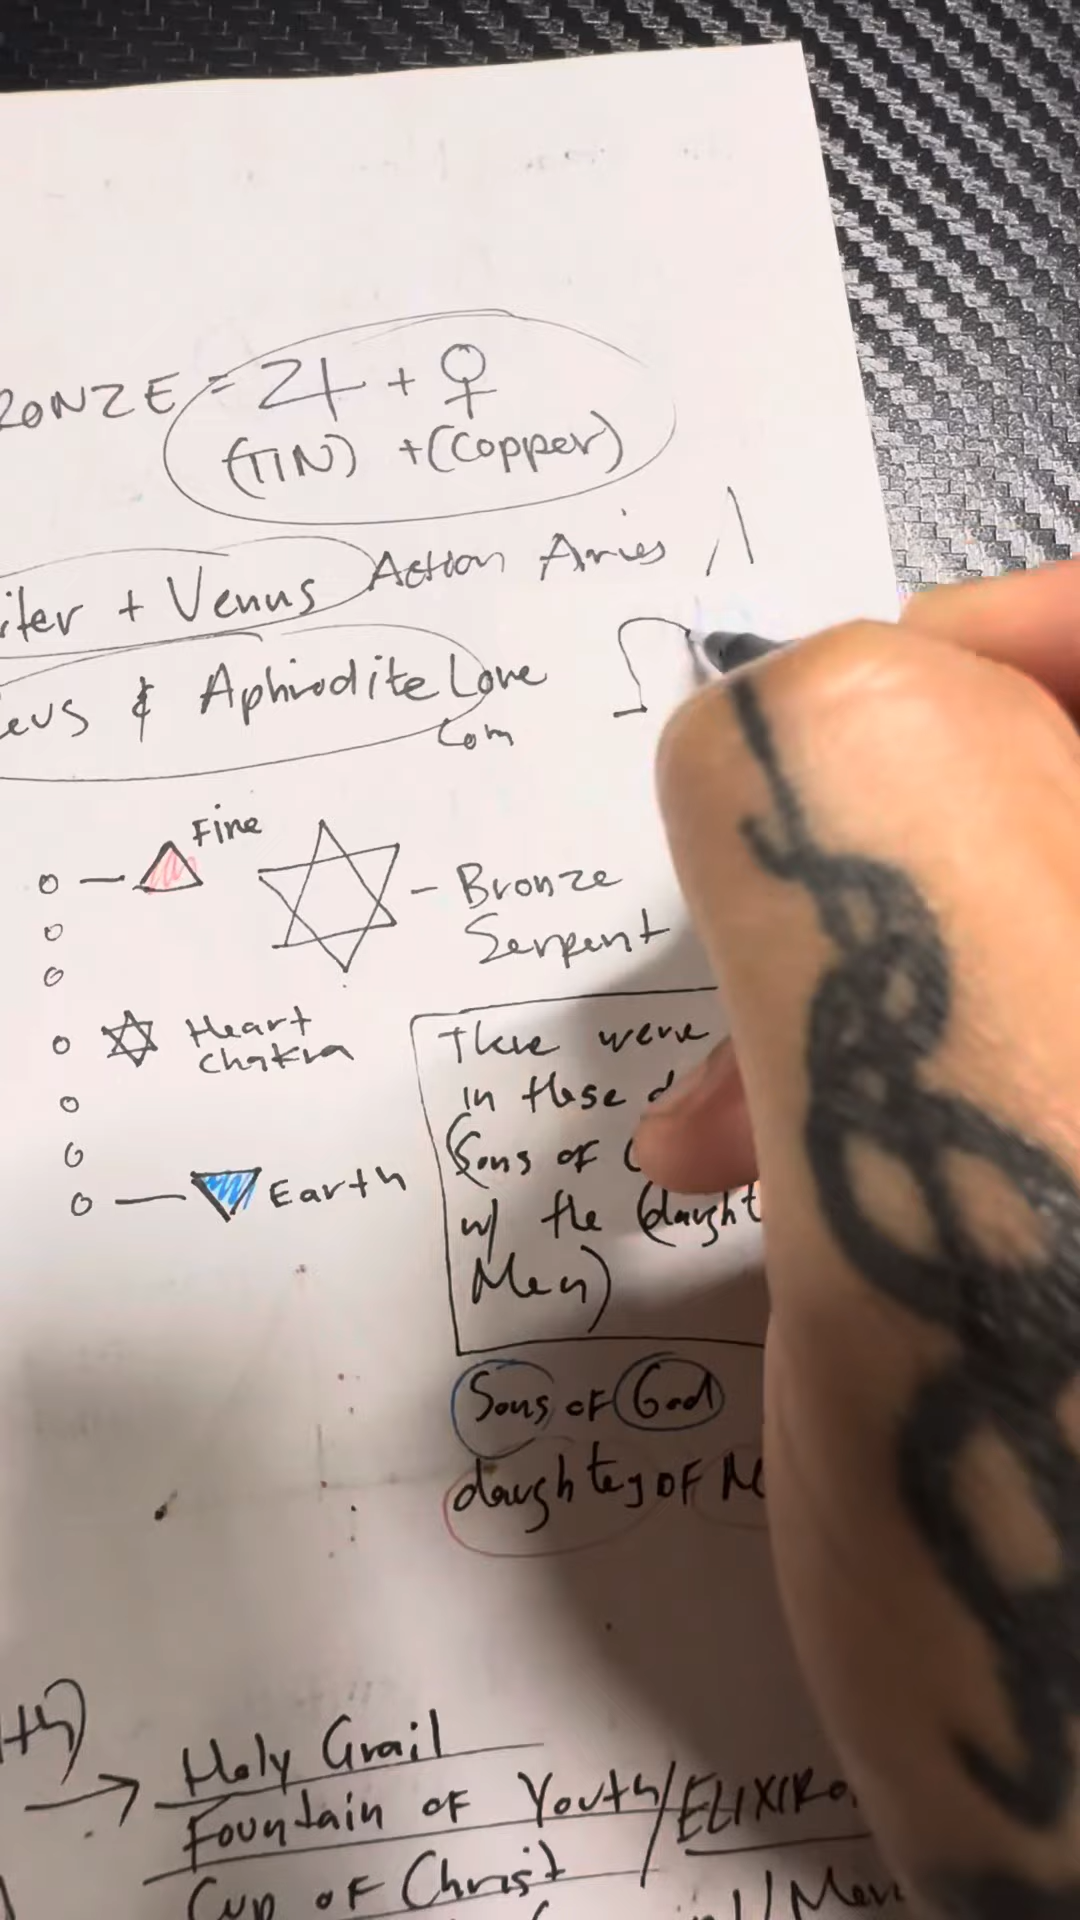 RONZE = ♃ + ♀
(TIN) + (Copper)
iter + Venus Action Aries
eus & Aphrodite Love
Com
Fire
Bronze
Serpent
Heart
Chakra
There were
in these d
(Sons of G
w/ the (daught
Men)
Earth
Sons of God
daughters OF M
th)
→ Holy Grail
Fountain of Youth / ELIXIR O
Cup of Christ